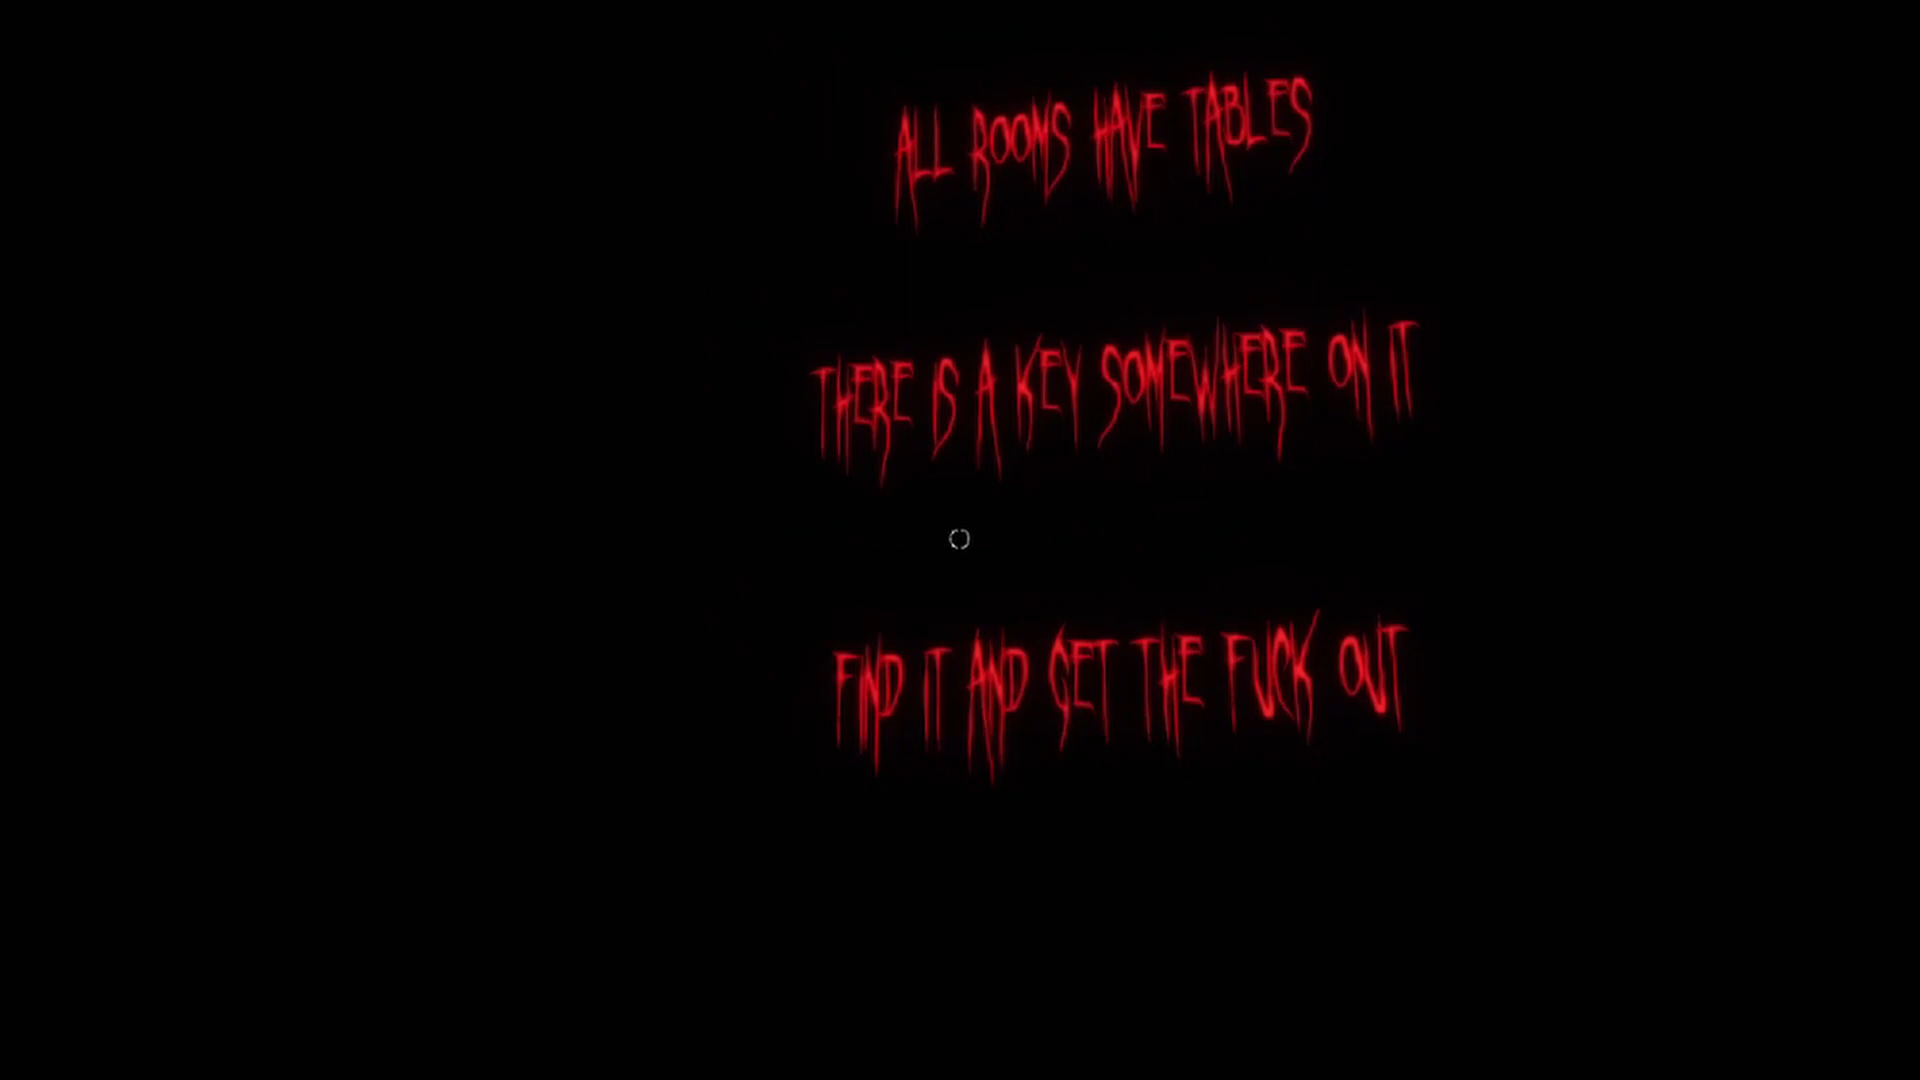 ALL ROOMS HAVE TABLES
THERE IS A KEY SOMEWHERE ON IT
FIND IT AND GET THE FUCK OUT